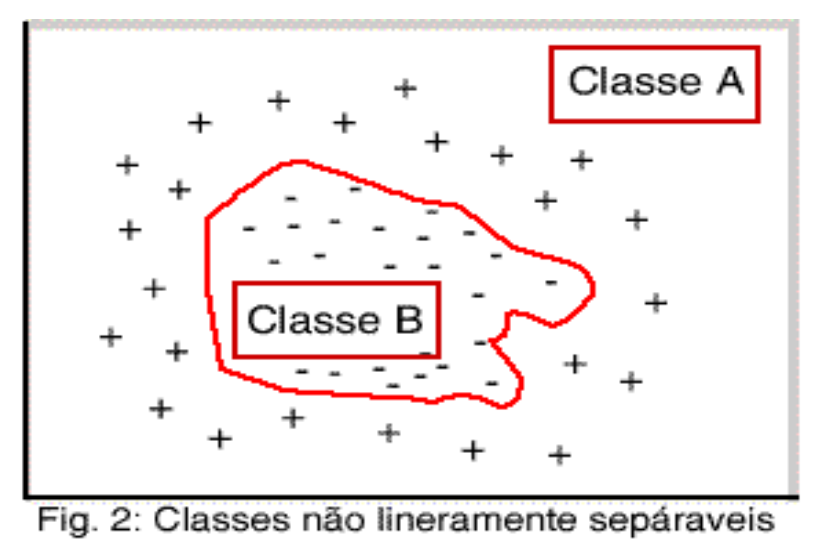 Classe A
Classe B
Fig. 2: Classes não lineramente sepáraveis